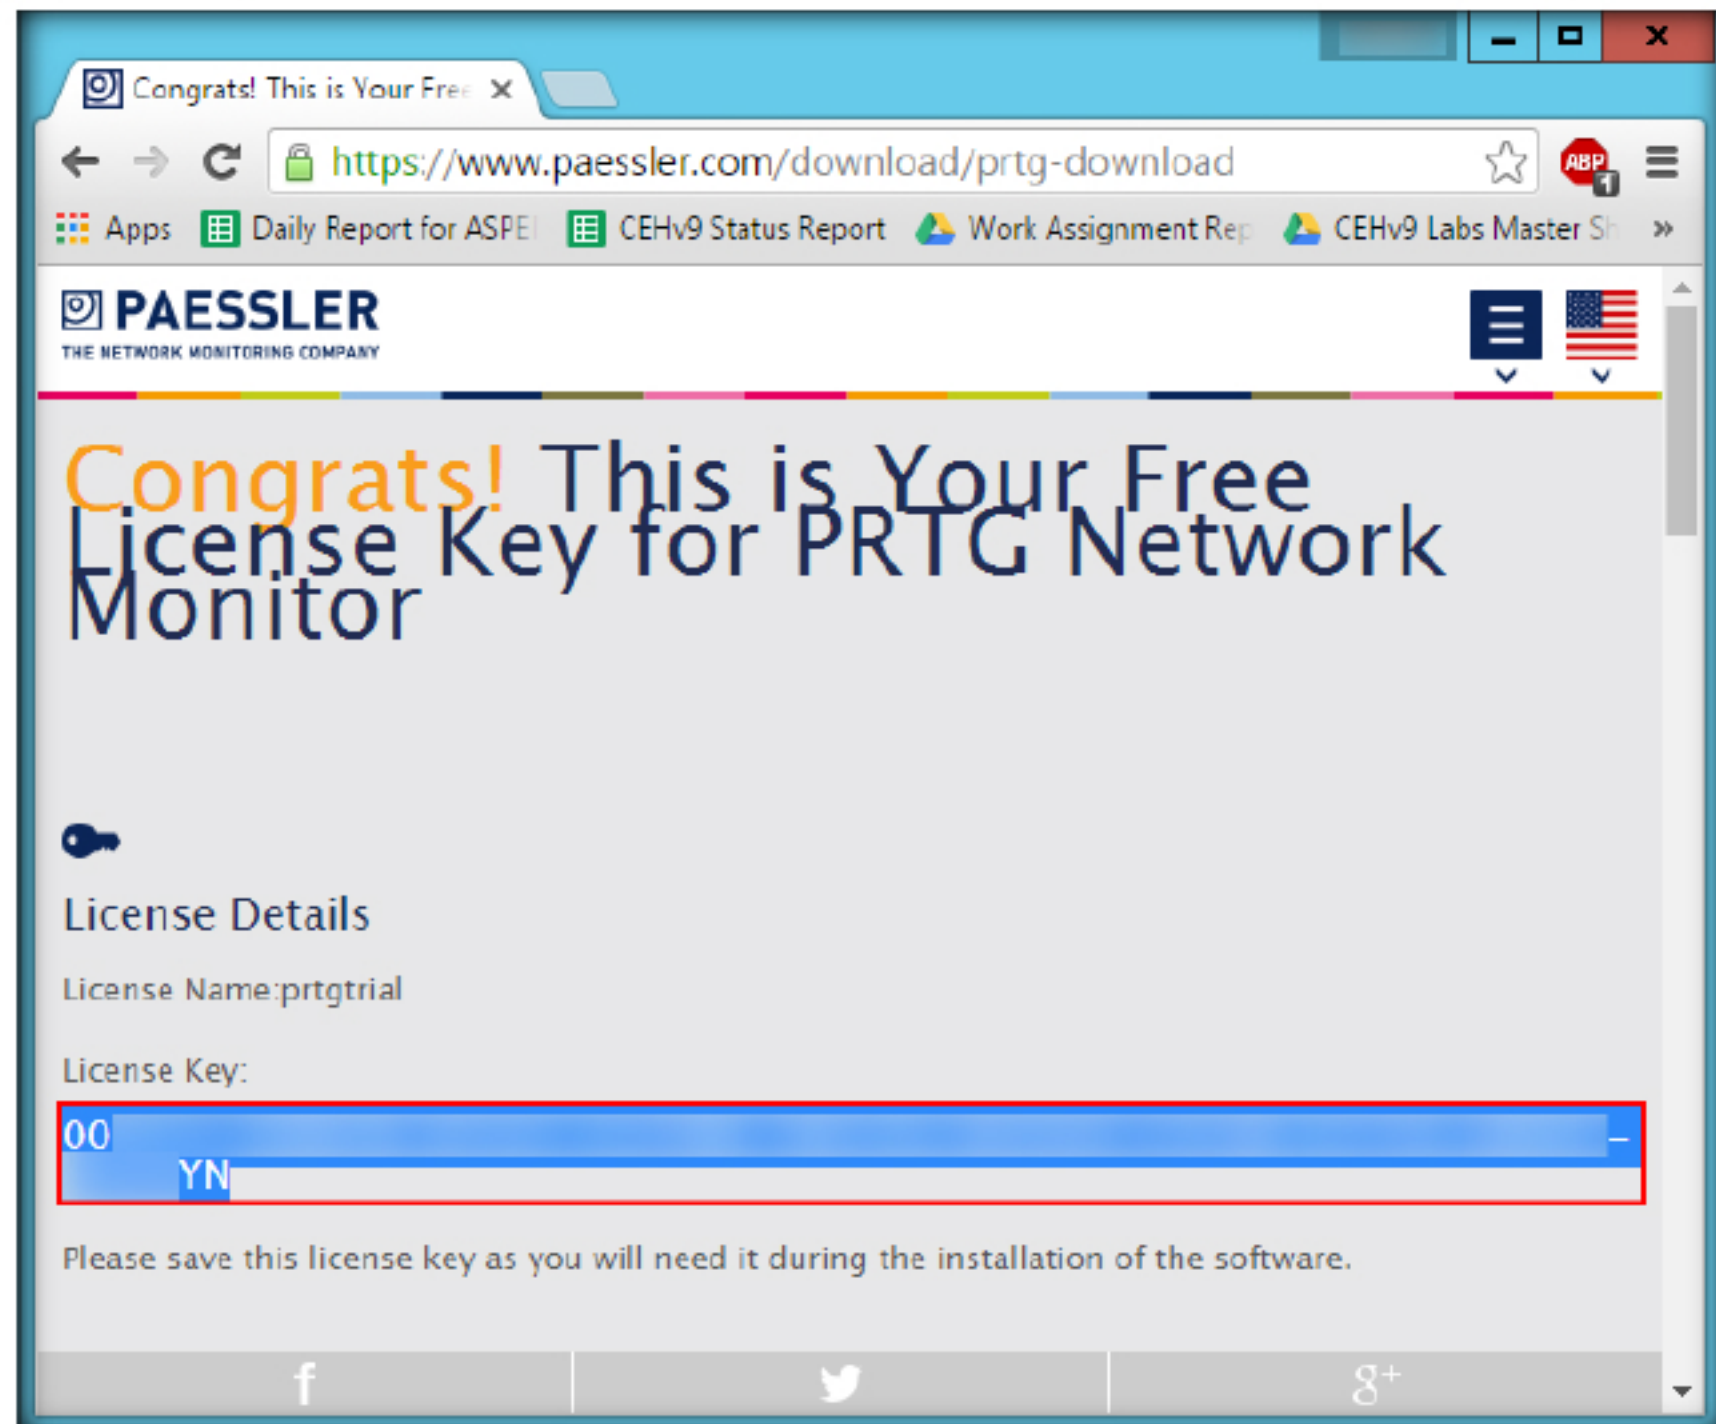 Congrats! This is Your Free
https://www.paessler.com/download/prtg-download
ABP
1
Apps Daily Report for ASPE CEHv9 Status Report Work Assignment Rep CEHv9 Labs Master Sh »
PAESSLER
THE NETWORK MONITORING COMPANY
Congrats! This is Your Free
License Key for PRTG Network
Monitor
License Details
License Name:prtgtrial
License Key:
00 –
YN
Please save this license key as you will need it during the installation of the software.
f g+